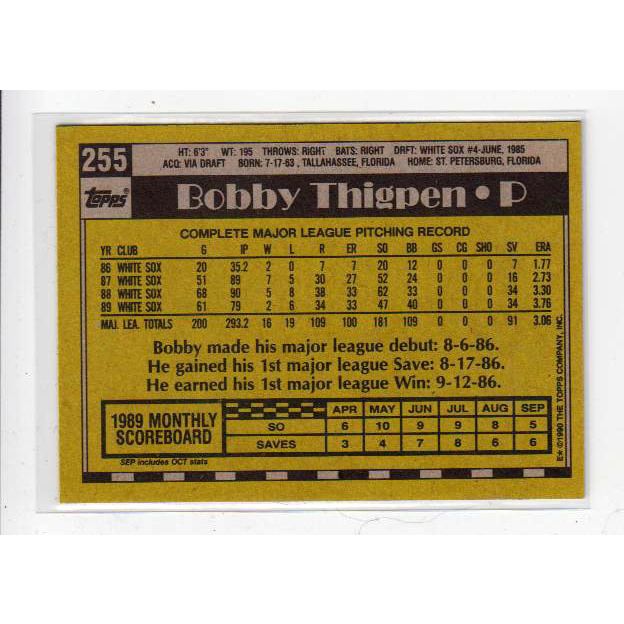 255
HT: 6'3" WT: 195 THROWS: RIGHT BATS: RIGHT DRFT: WHITE SOX #4-JUNE, 1985
ACQ: VIA DRAFT BORN: 7-17-63, TALLAHASSEE, FLORIDA HOME: ST. PETERSBURG, FLORIDA
Topps
Bobby Thigpen • P
COMPLETE MAJOR LEAGUE PITCHING RECORD
YR CLUB G IP W L R ER SO BB GS CG SHO SV ERA
86 WHITE SOX 20 35.2 2 0 7 7 20 12 0 0 0 7 1.77
87 WHITE SOX 51 89 7 5 30 27 52 24 0 0 0 16 2.73
88 WHITE SOX 68 90 5 8 38 33 62 33 0 0 0 34 3.30
89 WHITE SOX 61 79 2 6 34 33 47 40 0 0 0 34 3.76
MAJ. LEA. TOTALS 200 293.2 16 19 109 100 181 109 0 0 0 91 3.06
Bobby made his major league debut: 8-6-86.
He gained his 1st major league Save: 8-17-86.
He earned his 1st major league Win: 9-12-86.
1989 MONTHLY
SCOREBOARD
APR MAY JUN JUL AUG SEP
SO 6 10 9 9 8 5
SAVES 3 4 7 8 6 6
SEP includes OCT stats
E* ©1990 THE TOPPS COMPANY, INC.